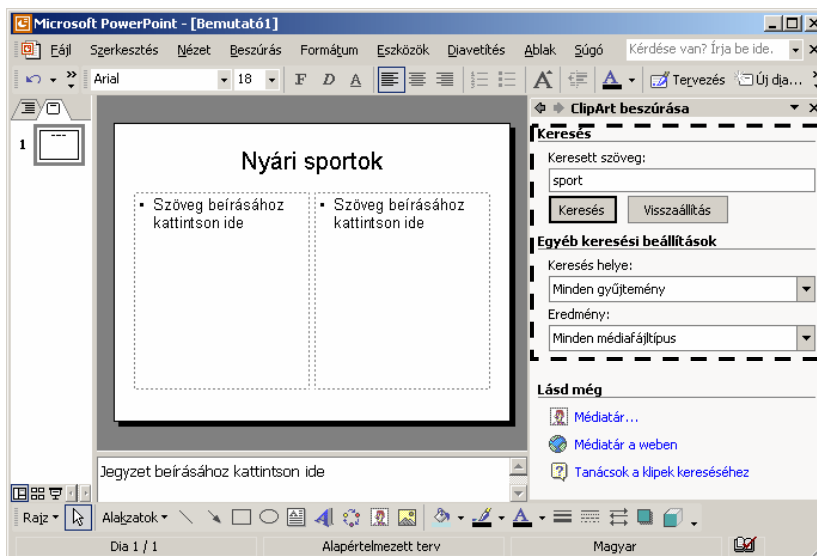 Microsoft PowerPoint - [Bemutató1]
Fájl Szerkesztés Nézet Beszúrás Formátum Eszközök Diavetítés Ablak Súgó Kérdése van? Írja be ide.
Arial 18 F D A Tervezés Új dia...
ClipArt beszúrása
1
Nyári sportok
▪ Szöveg beírásához kattintson ide
▪ Szöveg beírásához kattintson ide
Keresés
Keresett szöveg:
sport
Keresés Visszaállítás
Egyéb keresési beállítások
Keresés helye:
Minden gyűjtemény
Eredmény:
Minden médiafájltípus
Lásd még
Médiatár...
Médiatár a weben
Tanácsok a klipek kereséséhez
Jegyzet beírásához kattintson ide
Rajz Alakzatok
Dia 1 / 1 Alapértelmezett terv Magyar